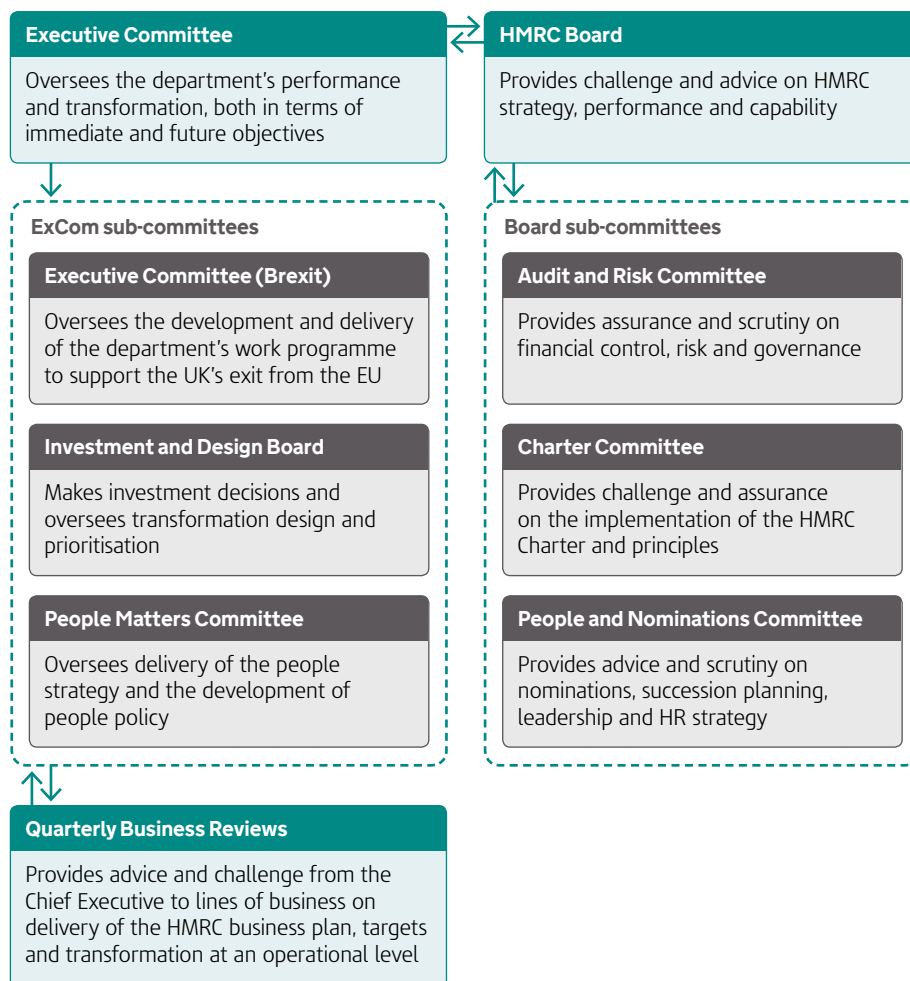 Executive Committee
Oversees the department's performance
and transformation, both in terms of
immediate and future objectives
HMRC Board
Provides challenge and advice on HMRC
strategy, performance and capability
ExCom sub-committees
Executive Committee (Brexit)
Oversees the development and delivery
of the department's work programme
to support the UK's exit from the EU
Investment and Design Board
Makes investment decisions and
oversees transformation design and
prioritisation
People Matters Committee
Oversees delivery of the people
strategy and the development of
people policy
Board sub-committees
Audit and Risk Committee
Provides assurance and scrutiny on
financial control, risk and governance
Charter Committee
Provides challenge and assurance
on the implementation of the HMRC
Charter and principles
People and Nominations Committee
Provides advice and scrutiny on
nominations, succession planning,
leadership and HR strategy
Quarterly Business Reviews
Provides advice and challenge from the
Chief Executive to lines of business on
delivery of the HMRC business plan, targets
and transformation at an operational level